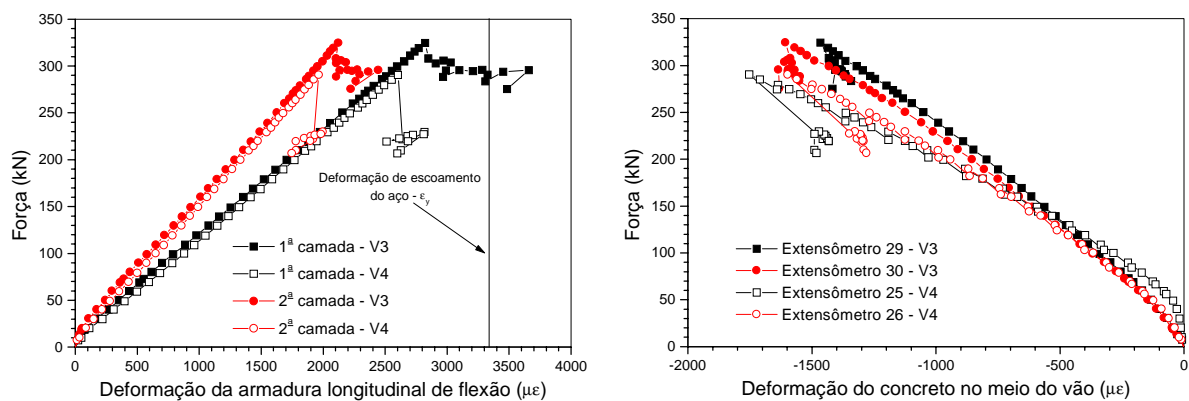 350
300
250
200
150
100
50
0
0 500 1000 1500 2000 2500 3000 3500 4000
Força (kN)
Deformação da armadura longitudinal de flexão (με)
Deformação de escoamento
do aço - εy
1ª camada - V3
1ª camada - V4
2ª camada - V3
2ª camada - V4
350
300
250
200
150
100
50
0
-2000 -1500 -1000 -500 0
Força (kN)
Deformação do concreto no meio do vão (με)
Extensômetro 29 - V3
Extensômetro 30 - V3
Extensômetro 25 - V4
Extensômetro 26 - V4